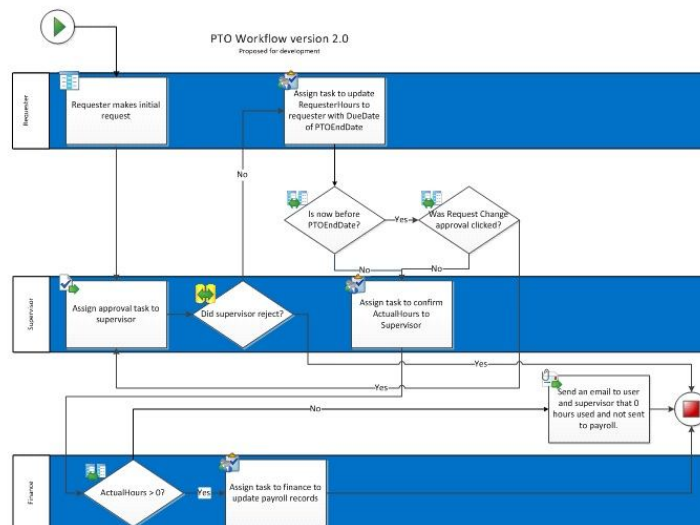 PTO Workflow version 2.0
Proposed for development
Requester
Requester makes initial
request
Assign task to update
RequesterHours to
requester with DueDate
of PTOEndDate
No
Is now before
PTOEndDate?
Yes
Was Request Change
approval clicked?
No
No
Supervisor
Assign approval task to
supervisor
Did supervisor reject?
Assign task to confirm
ActualHours to
Supervisor
Yes
Yes
Send an email to user
and supervisor that 0
hours used and not sent
to payroll.
No
Finance
ActualHours > 0?
Yes
Assign task to finance to
update payroll records